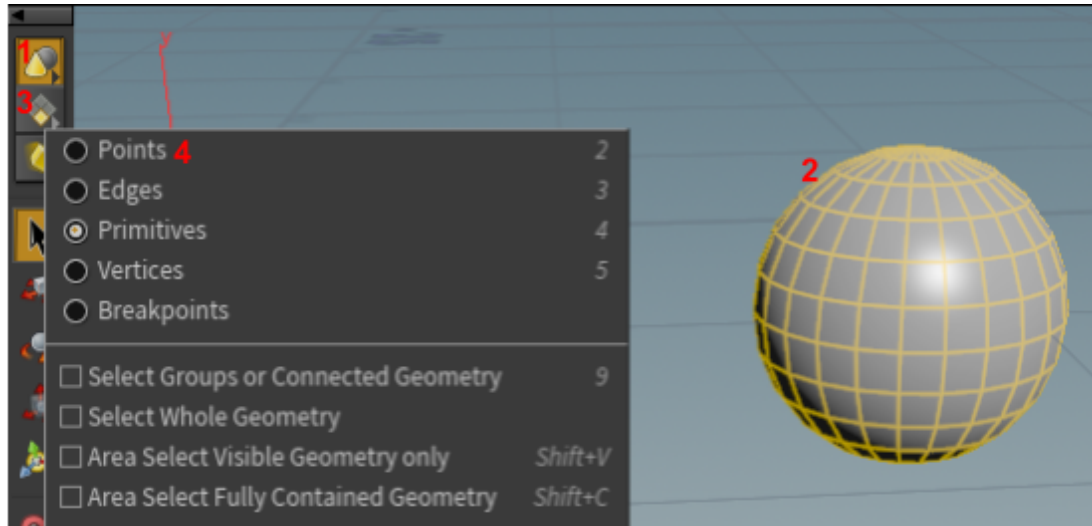 1
y
3
Points 4 2
2
Edges 3
Primitives 4
Vertices 5
Breakpoints
Select Groups or Connected Geometry 9
Select Whole Geometry
Area Select Visible Geometry only Shift+V
Area Select Fully Contained Geometry Shift+C